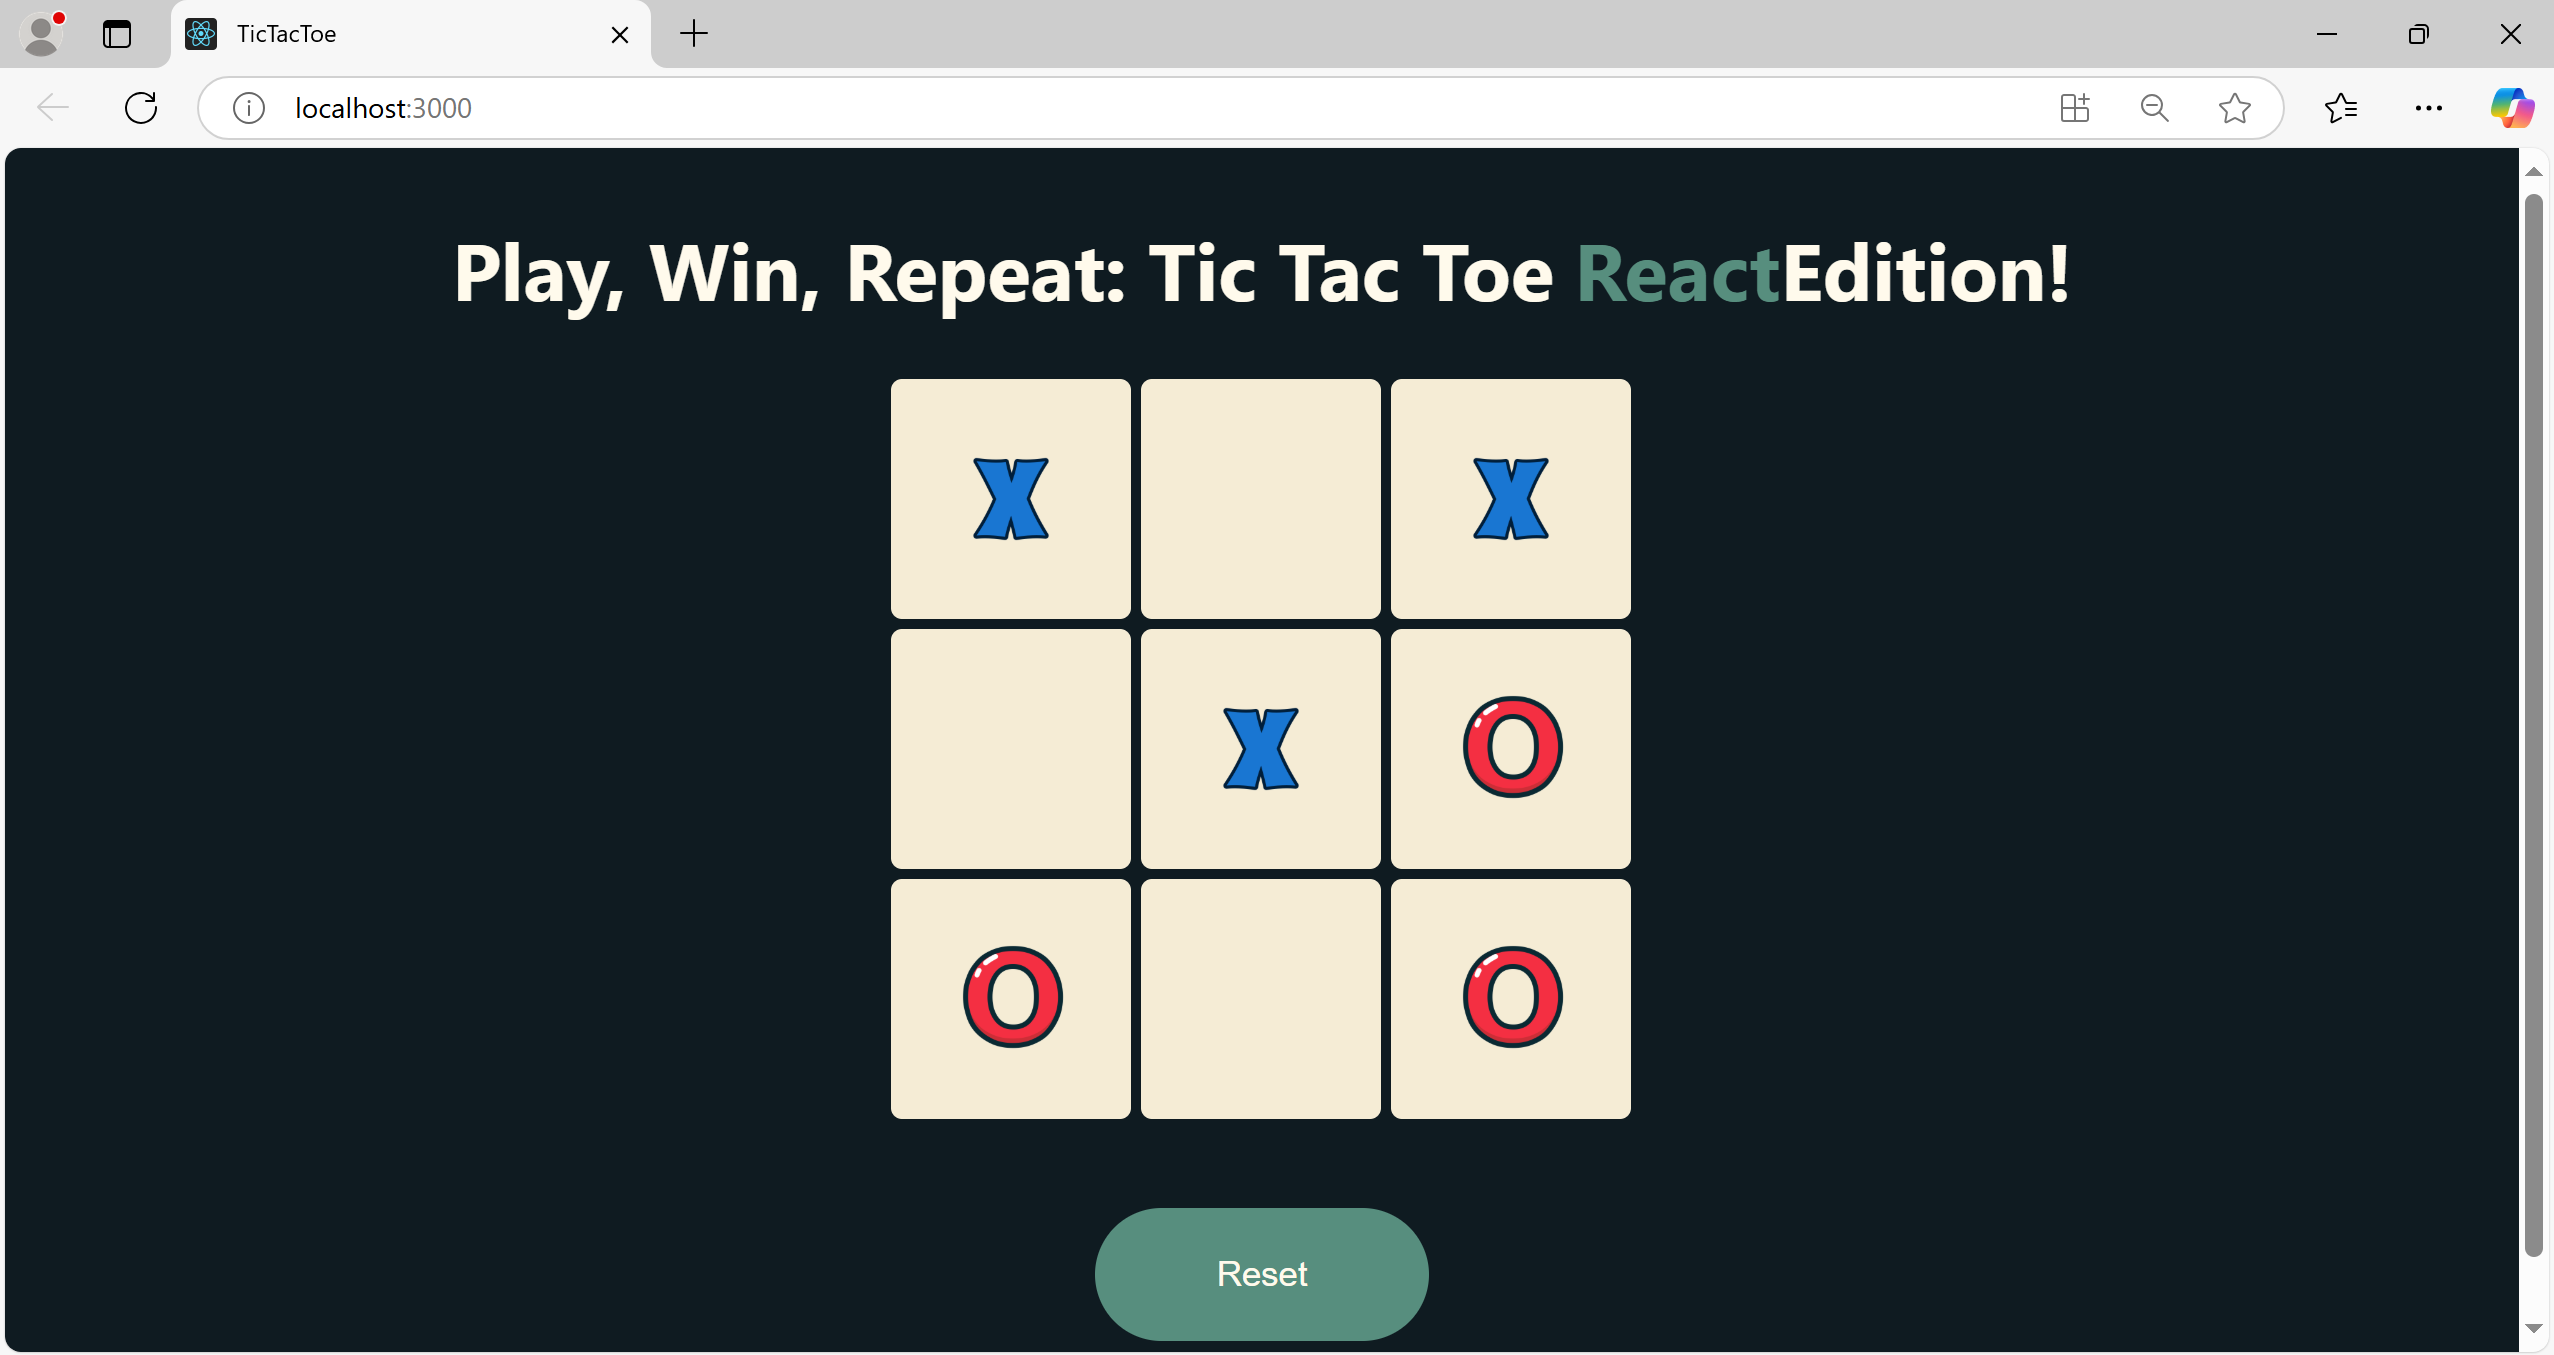 TicTacToe
localhost:3000
Play, Win, Repeat: Tic Tac Toe ReactEdition!
X X
X O
O O
Reset